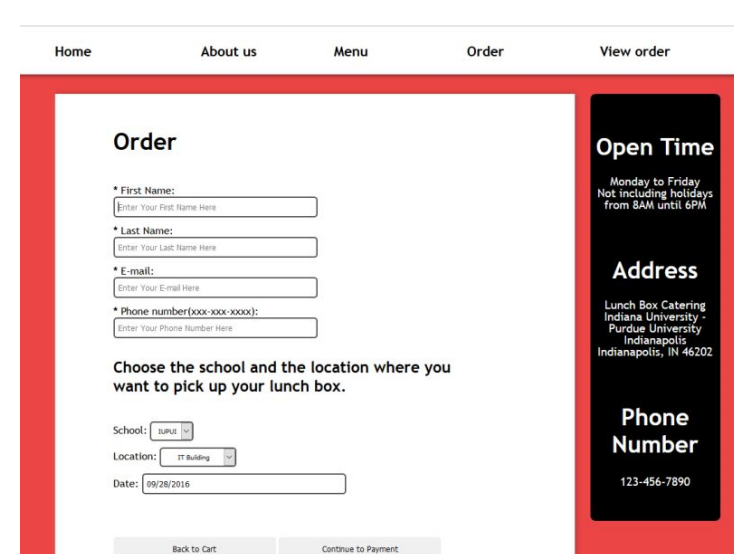 Home About us Menu Order View order
Order
* First Name:
Enter Your First Name Here
* Last Name:
Enter Your Last Name Here
* E-mail:
Enter Your E-mail Here
* Phone number(xxx-xxx-xxxx):
Enter Your Phone Number Here
Choose the school and the location where you
want to pick up your lunch box.
School: IUPUI
Location: IT Building
Date: 09/28/2016
Back to Cart Continue to Payment
Open Time
Monday to Friday
Not including holidays
from 8AM until 6PM
Address
Lunch Box Catering
Indiana University -
Purdue University
Indianapolis
Indianapolis, IN 46202
Phone
Number
123-456-7890